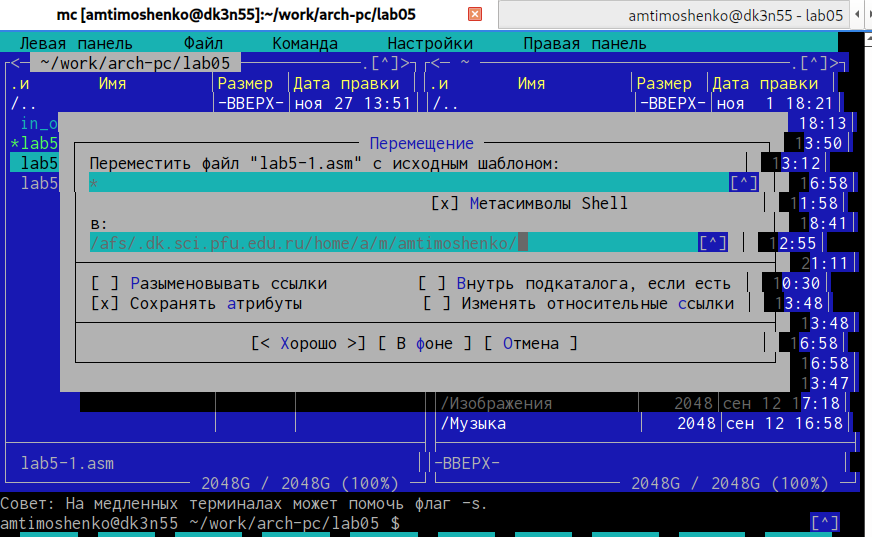 mc [amtimoshenko@dk3n55]:~/work/arch-pc/lab05
amtimoshenko@dk3n55 - lab05
Левая панель Файл Команда Настройки Правая панель
~/work/arch-pc/lab05 .[^]> <- ~ .[^]>
.и Имя Размер Дата правки .и Имя Размер Дата правки
/.. -ВВЕРХ- ноя 27 13:51 /.. -ВВЕРХ- ноя 1 18:21
in_o 18:13
Перемещение
*lab5 13:50
Переместить файл "lab5-1.asm" с исходным шаблоном:
lab5 13:12
* [^]
lab5 16:58
[x] Метасимволы Shell 11:58
в: 18:41
/afs/.dk.sci.pfu.edu.ru/home/a/m/amtimoshenko/ [^] 12:55
21:11
[ ] Разыменовывать ссылки [ ] Внутрь подкаталога, если есть 10:30
[x] Сохранять атрибуты [ ] Изменять относительные ссылки 13:48
13:48
[< Хорошо >] [ В фоне ] [ Отмена ] 16:58
16:58
13:47
/Изображения 2048 сен 12 17:18
/Музыка 2048 сен 12 16:58
lab5-1.asm -ВВЕРХ-
2048G / 2048G (100%) 2048G / 2048G (100%)
Совет: На медленных терминалах может помочь флаг -s.
amtimoshenko@dk3n55 ~/work/arch-pc/lab05 $ [^]